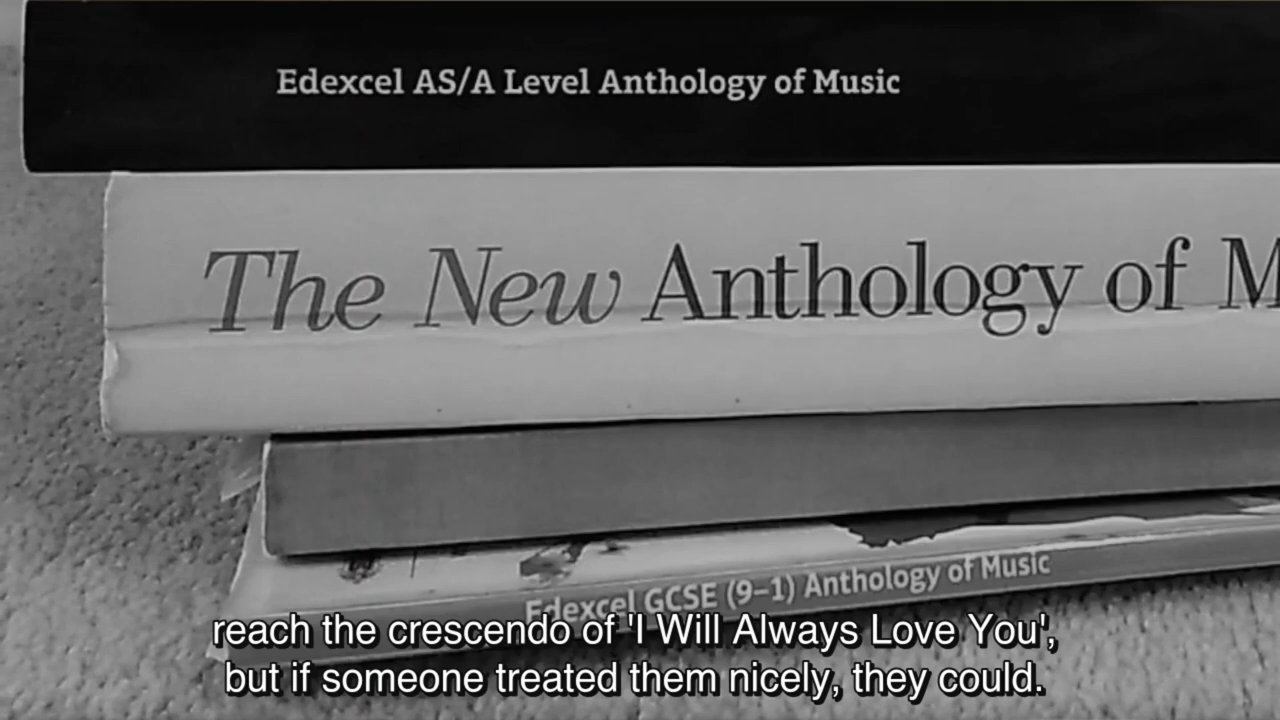 Edexcel AS/A Level Anthology of Music
The New Anthology of
Edexcel GCSE (9–1) Anthology of Music
reach the crescendo of 'I Will Always Love You',
but if someone treated them nicely, they could.